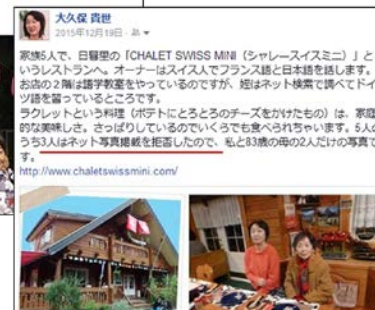 大久保 貴世
2015年12月19日 ·
家族5人で、日暮里の「CHALET SWISS MINI（シャレースイスミニ）」と
いうレストランへ。オーナーはスイス人でフランス語と日本語を話します。
お店の２階は語学教室をやっているのですが、姪はネット検索で調べてドイ
ツ語を習っているところです。
ラクレットという料理（ポテトにとろとろのチーズをかけたもの）は、家庭
的な美味しさ。さっぱりしているのでいくらでも食べられちゃいます。5人の
うち3人はネット写真掲載を拒否したので、私と83歳の母の2人だけの写真で
す。
http://www.chaletswissmini.com/